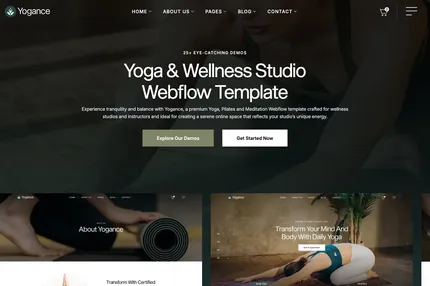 Yogance
HOME
ABOUT US
PAGES
BLOG
CONTACT
0
25+ EYE-CATCHING DEMOS
Yoga & Wellness Studio
Webflow Template
Experience tranquility and balance with Yogance, a premium Yoga, Pilates and Meditation Webflow template crafted for wellness
studios and instructors and ideal for creating a serene online space that reflects your studio's unique energy.
Explore Our Demos
Get Started Now
Yogance
About Yogance
Transform With Certified
Yogance
Transform Your Mind And
Body With Daily Yoga